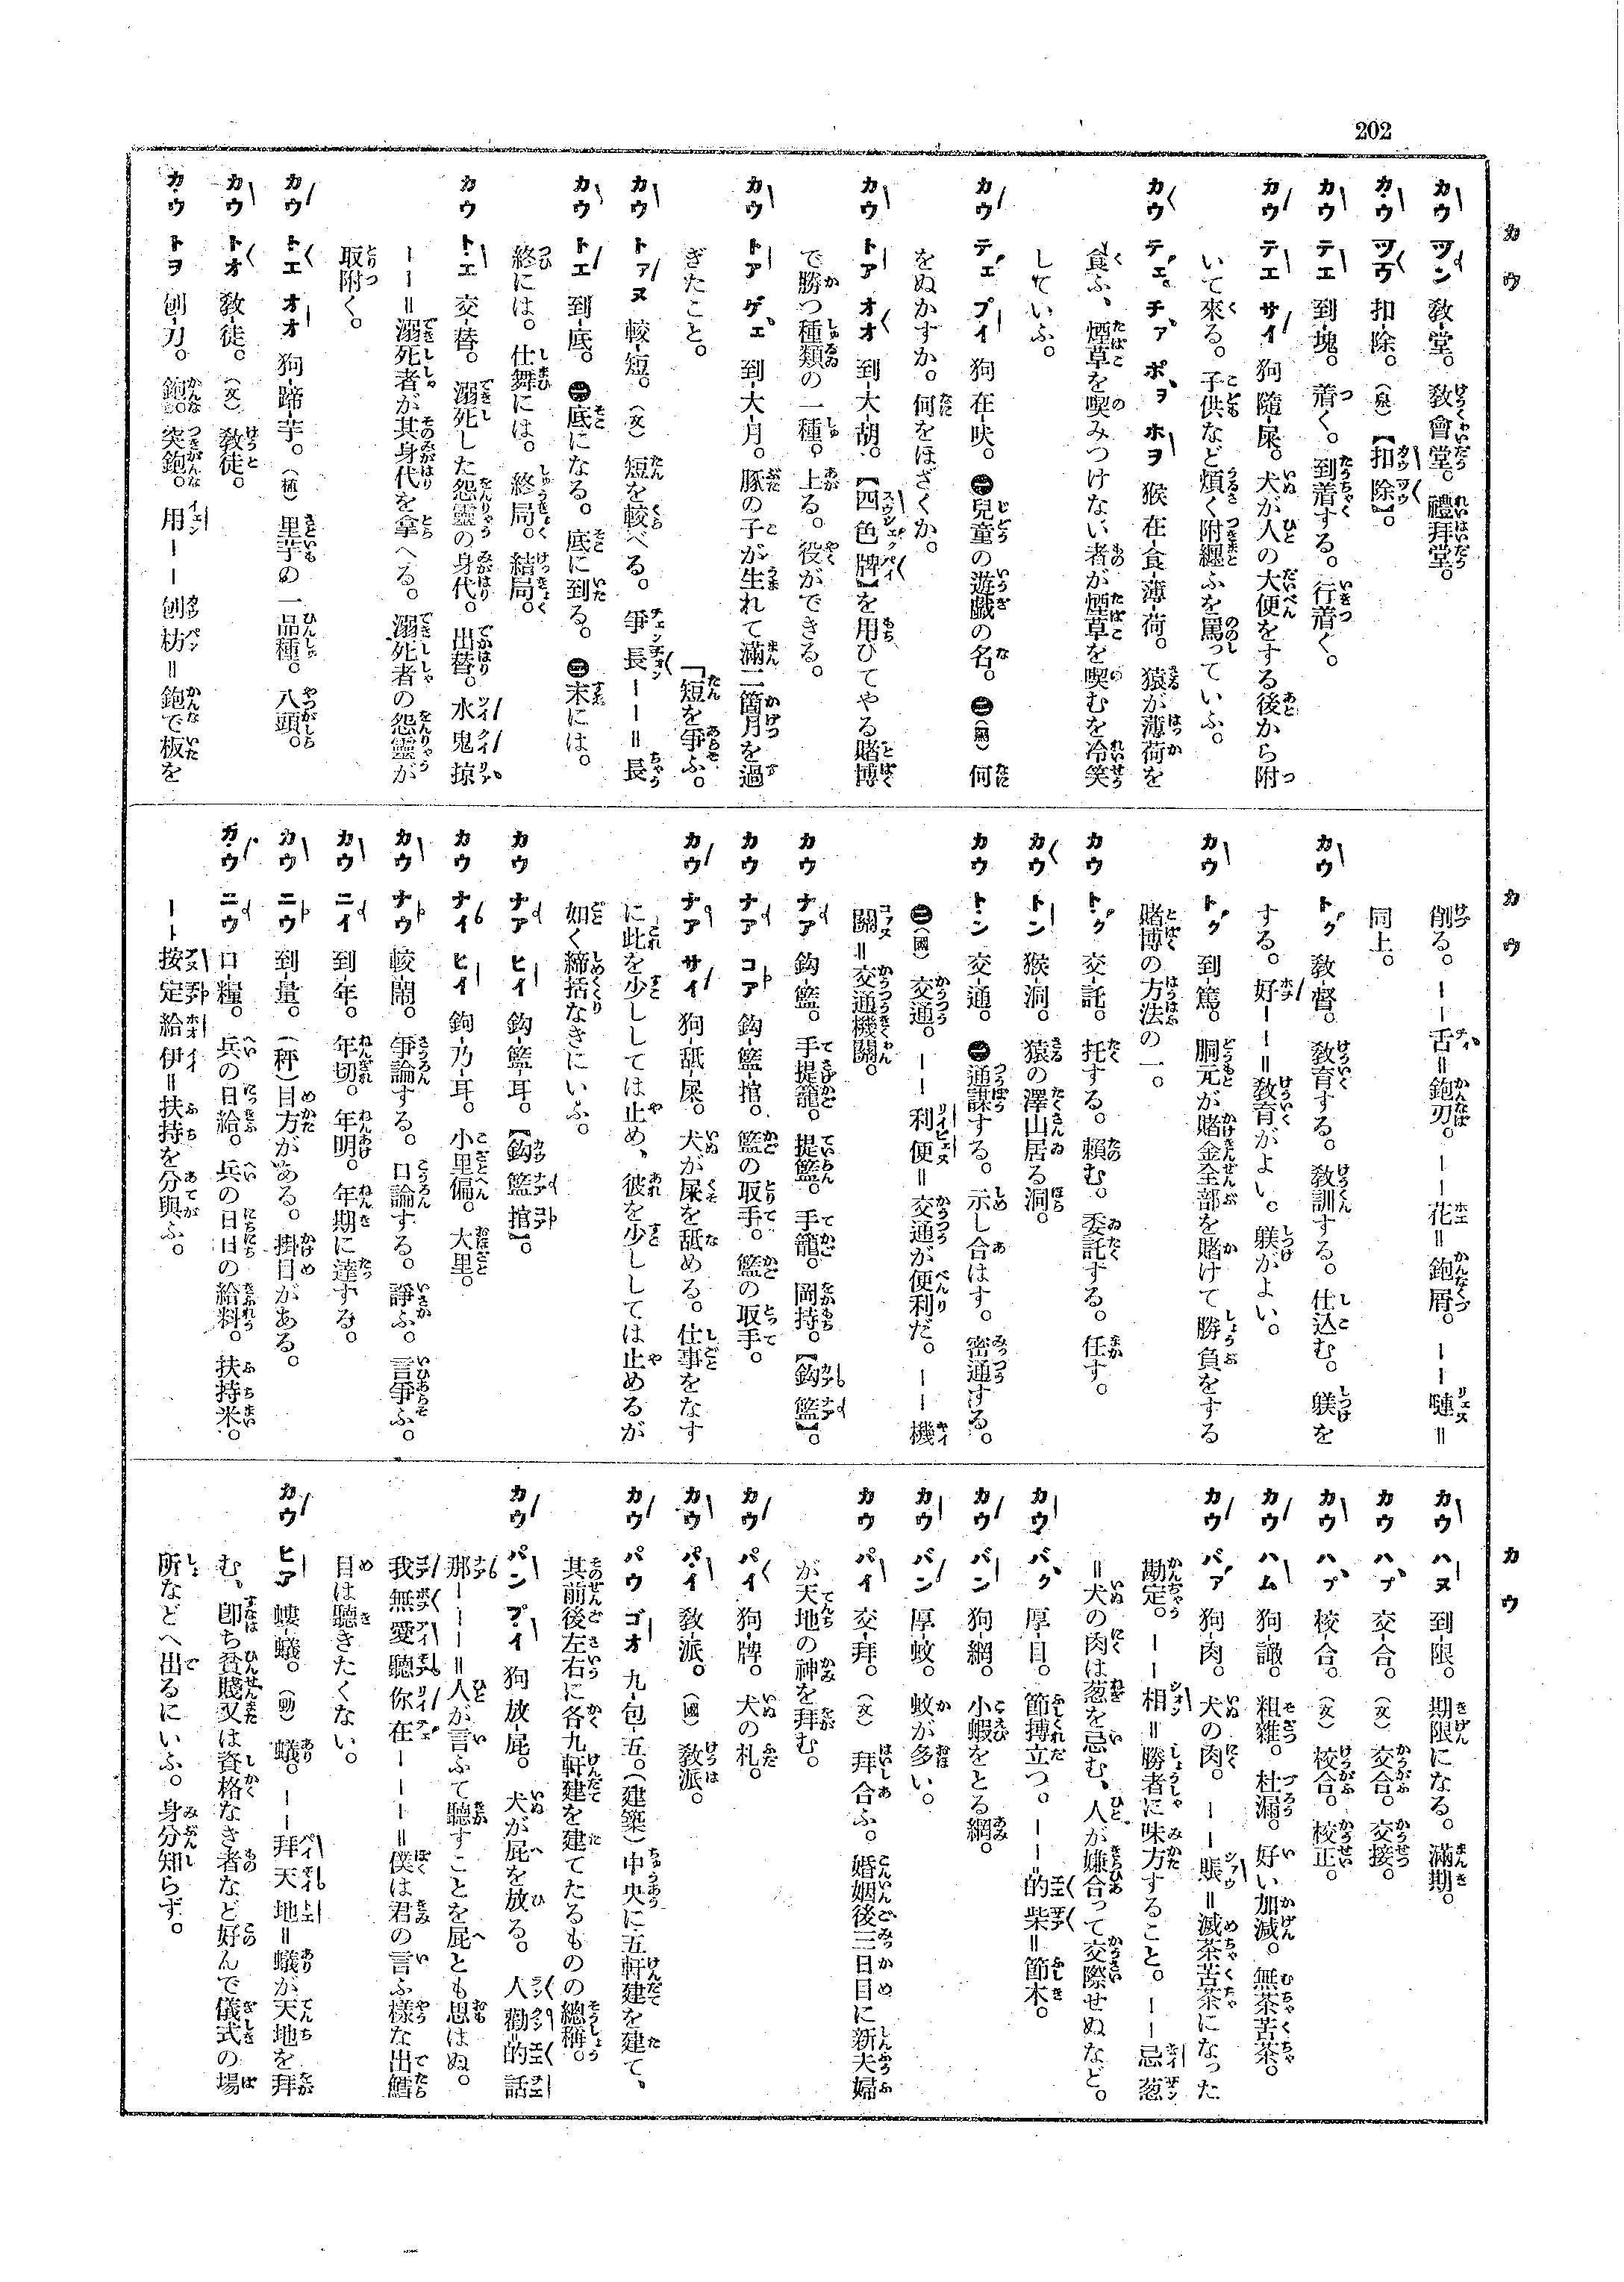 202
カウ
カウ
カウ
カウ ツン 敎-堂。敎會堂。禮拜堂。
扣-除。(泉)【扣除】。
カウ テエ 到-塊。着く。到着する。行着く。
カウ テエ サイ 狗隨-屎。犬が人の大便をする後から附
いて來る。子供など煩く附纏ふを罵っていふ。
猴在-食-薄-荷。猿が薄荷を
食ふ、煙草を喫みつけない者が煙草を喫むを冷笑
していふ。
狗在-吠。㊀兒童の遊戲の名。㊁(罵)何
をぬかすか。何をほざくか。
カウ トア オオ 到-大-胡。【四色牌】を用ひてやる賭博
で勝つ種類の一種。上る。役ができる。
カウ トア ゲェ 到-大-月。豚の子が生れて滿二箇月を過
ぎたこと。
カウ トァヌ 較-短。(文)短を較べる。爭長ーー=長
「短を爭ふ。
カウ トエ 到-底。㊀底になる。底に到る。㊁末には。
終には。仕舞には。終局。結局。
カウ トエ 交-替。溺死した怨靈の身代。出替。水鬼掠
ーー=溺死者が其身代を拿へる。溺死者の怨靈が
取附く。
カウ トエ オオ 狗-蹄-芋。(植)里芋の一品種。八頭。
カウ トオ 敎-徒。(文)敎徒。
カウ トヲ 刨-刀。鉋。突鉋。用ーー刨枋=鉋で板を
削る。ーー舌=鉋刃。ーー花=鉋屑。ーー嗹=
同上。
カウ トク 敎-督。敎育する。敎訓する。仕込む。躾を
する。好ーー=敎育がよい。躾がよい。
カウ トク 到-篤。胴元が賭金全部を賭けて勝負をする
賭博の方法の一。
カウ トク 交-託。托する。賴む。委託する。任す。
カウ トン 猴-洞。猿の澤山居る洞。
カウ トン 交-通。㊀通謀する。示し合はす。密通する。
㊁(國)交通。ーー利便=交通が便利だ。ーー機
關=交通機關。
カウ ナア 鈎-籃。手提籠。提籃。手籠。岡持。【鈎籃】。
カウ ナア コア 鈎-籃-捾。籃の取手。籃の取手。
カウ ナア サイ 狗-舐-屎。犬が屎を舐める。仕事をなす
に此を少ししては止め、彼を少ししては止めるが
如く締括なきにいふ。
カウ ナア ヒイ 鈎-籃-耳。【鈎籃捾】。
カウ ナイ ヒイ 鉤-乃-耳。小里偏。大里。
カウ ナウ 較-鬧。爭論する。口論する。諍ふ。言爭ふ。
カウ ニイ 到-年。年切。年明。年期に達する。
カウ ニウ 到-量。(秤)目方がある。掛目がある。
カウ ニウ 口-糧。兵の日給。兵の日日の給料。扶持米。
ーー按定給伊=扶持を分與ふ。
カウ ハヌ 到-限。期限になる。滿期。
カウ ハプ 交-合。(文)交合。交接。
カウ ハプ 校-合。(文)校合。校正。
カウ ハム 狗-譀。粗雜。杜漏。好い加減。無茶苦茶。
カウ バァ 狗-肉。犬の肉。ーー賬=滅茶苦茶になった
勘定。ーー相=勝者に味方すること。ーー忌葱
=犬の肉は葱を忌む、人が嫌合って交際せぬなど。
カウ バク 厚-目。節搏立つ。ーー的柴=節木。
カウ バン 狗-網。小蝦をとる網。
カウ バン 厚-蚊。蚊が多い。
カウ パイ 交-拜。(文)拜合ふ。婚姻後三日目に新夫婦
が天地の神を拜む。
カウ パイ 狗-牌。犬の札。
カウ パイ 敎-派。(國)敎派。
カウ パウ ゴオ 九-包-五。(建築)中央に五軒建を建て、
其前後左右に各九軒建を建てたるものの總稱。
カウ パン プイ 狗放-屁。犬が屁を放る。人勸的話
那ーーー=人が言ふて聽すことを屁とも思はぬ。
我無愛聽你在ーーー=僕は君の言ふ樣な出鱈
目は聽きたくない。
カウ ヒア 螻-蟻。(動)蟻。ーー拜天地=蟻が天地を拜
む、卽ち貧賤又は資格なき者など好んで儀式の場
所などへ出るにいふ。身分知らず。